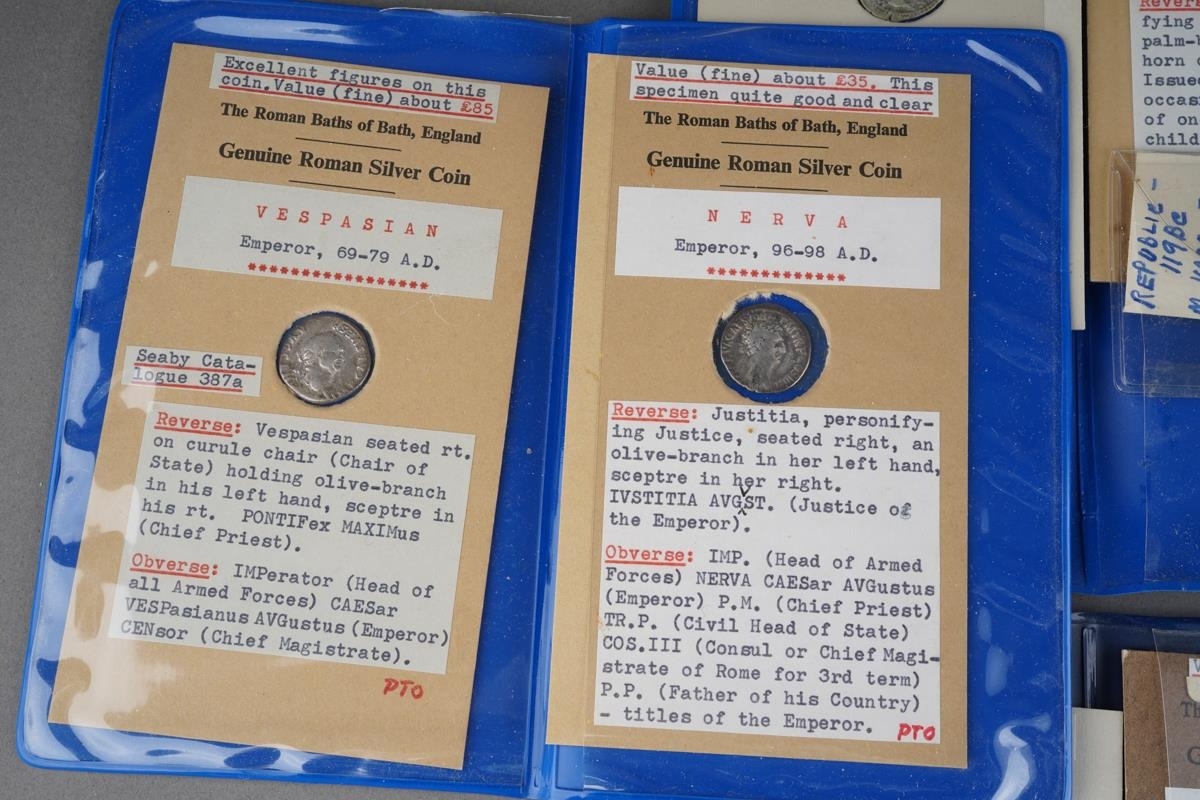 Excellent figures on this
coin. Value (fine) about £85
The Roman Baths of Bath, England
Genuine Roman Silver Coin
VESPASIAN
Emperor, 69-79 A.D.
*****************
Seaby Cata-
logue 387a
Reverse: Vespasian seated rt.
on curule chair (Chair of
State) holding olive-branch
in his left hand, sceptre in
his rt. PONTIFex MAXIMus
(Chief Priest).
Obverse: IMPerator (Head of
all Armed Forces) CAESar
VESPasianus AVGustus (Emperor)
CENsor (Chief Magistrate).
PTO
Value (fine) about £35. This
specimen quite good and clear
The Roman Baths of Bath, England
Genuine Roman Silver Coin
NERVA
Emperor, 96-98 A.D.
*************
Reverse: Justitia, personify-
ing Justice, seated right, an
olive-branch in her left hand,
sceptre in her right.
IVSTITIA AVGVST. (Justice of
the Emperor).
Obverse: IMP. (Head of Armed
Forces) NERVA CAESar AVGustus
(Emperor) P.M. (Chief Priest)
TR.P. (Civil Head of State)
COS.III (Consul or Chief Magi-
strate of Rome for 3rd term)
P.P. (Father of his Country)
- titles of the Emperor.
PTO
Reverse
fying
palm-b
horn
Issue
occas
of on
child
REPUBLIC -
119BC